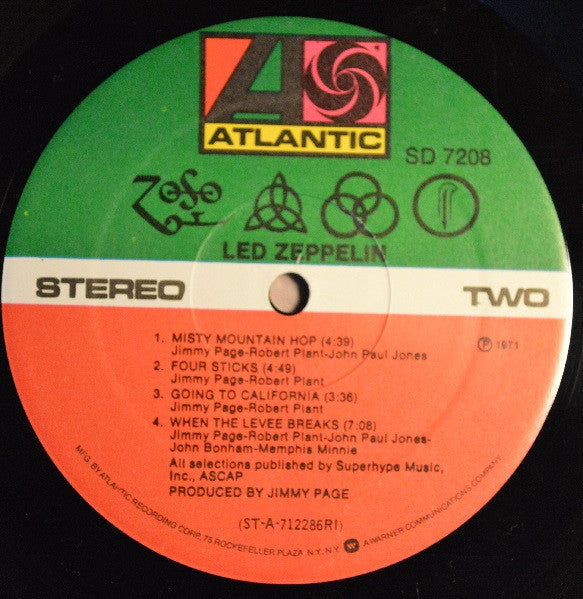 ATLANTIC
SD 7208
ZOSO
LED ZEPPELIN
STEREO
TWO
1. MISTY MOUNTAIN HOP (4:39)
Jimmy Page-Robert Plant-John Paul Jones
℗ 1971
2. FOUR STICKS (4:49)
Jimmy Page-Robert Plant
3. GOING TO CALIFORNIA (3:36)
Jimmy Page-Robert Plant
4. WHEN THE LEVEE BREAKS (7:08)
Jimmy Page-Robert Plant-John Paul Jones-
John Bonham-Memphis Minnie
All selections published by Superhype Music,
Inc., ASCAP
PRODUCED BY JIMMY PAGE
(ST-A-712286RI)
MFG. BY ATLANTIC RECORDING CORP., 75 ROCKEFELLER PLAZA, N.Y., N.Y. A WARNER COMMUNICATIONS COMPANY